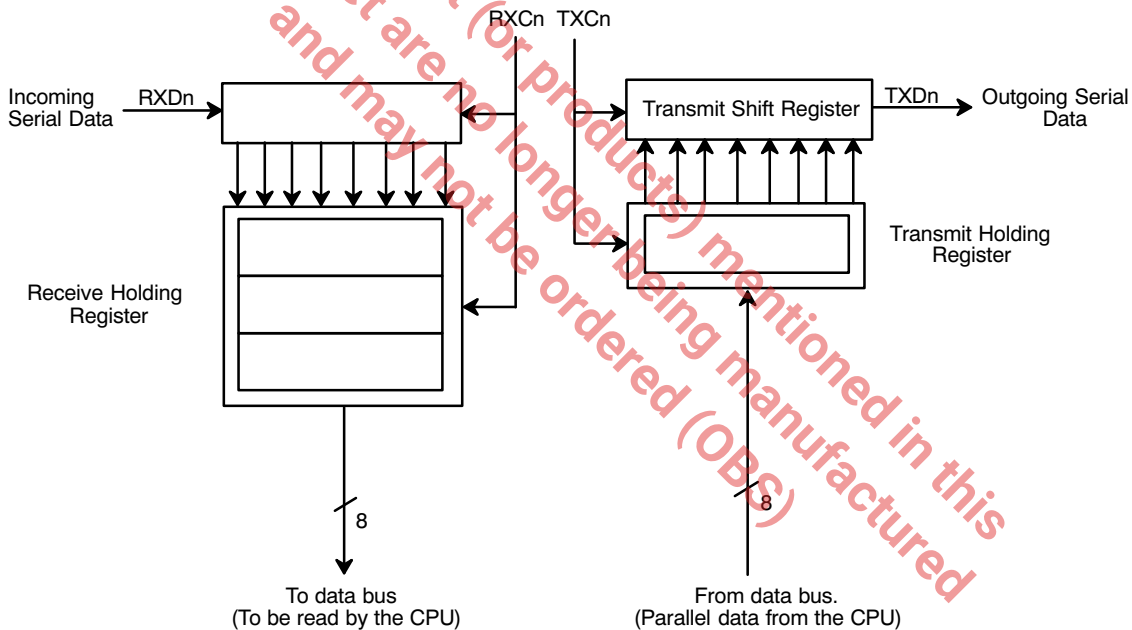 RXCn TXCn
Incoming
Serial Data
RXDn
Transmit Shift Register
TXDn
Outgoing Serial
Data
Receive Holding
Register
Transmit Holding
Register
8
8
To data bus
(To be read by the CPU)
From data bus.
(Parallel data from the CPU)
(or products) mentioned in this
et are no longer being manufactured
and may not be ordered (OBS)